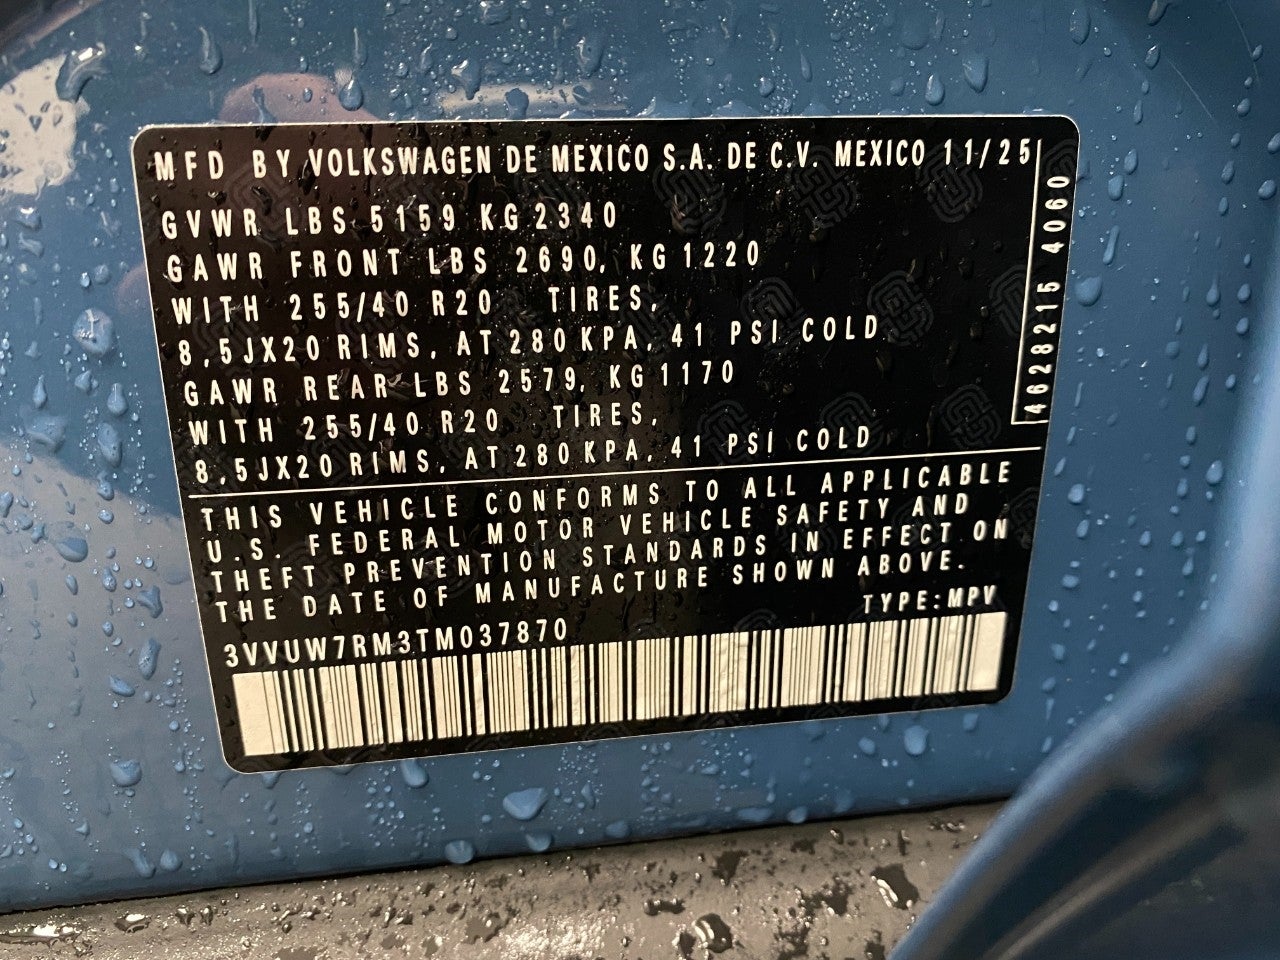 MFD BY VOLKSWAGEN DE MEXICO S.A. DE C.V. MEXICO 11/25
GVWR LBS 5159 KG 2340
GAWR FRONT LBS 2690, KG 1220
WITH 255/40 R20 TIRES,
8,5JX20 RIMS, AT 280 KPA, 41 PSI COLD
GAWR REAR LBS 2579, KG 1170
WITH 255/40 R20 TIRES,
8,5JX20 RIMS, AT 280 KPA, 41 PSI COLD
4628215 4060
THIS VEHICLE CONFORMS TO ALL APPLICABLE
U.S. FEDERAL MOTOR VEHICLE SAFETY AND
THEFT PREVENTION STANDARDS IN EFFECT ON
THE DATE OF MANUFACTURE SHOWN ABOVE.
TYPE:MPV
3VVUW7RM3TM037870